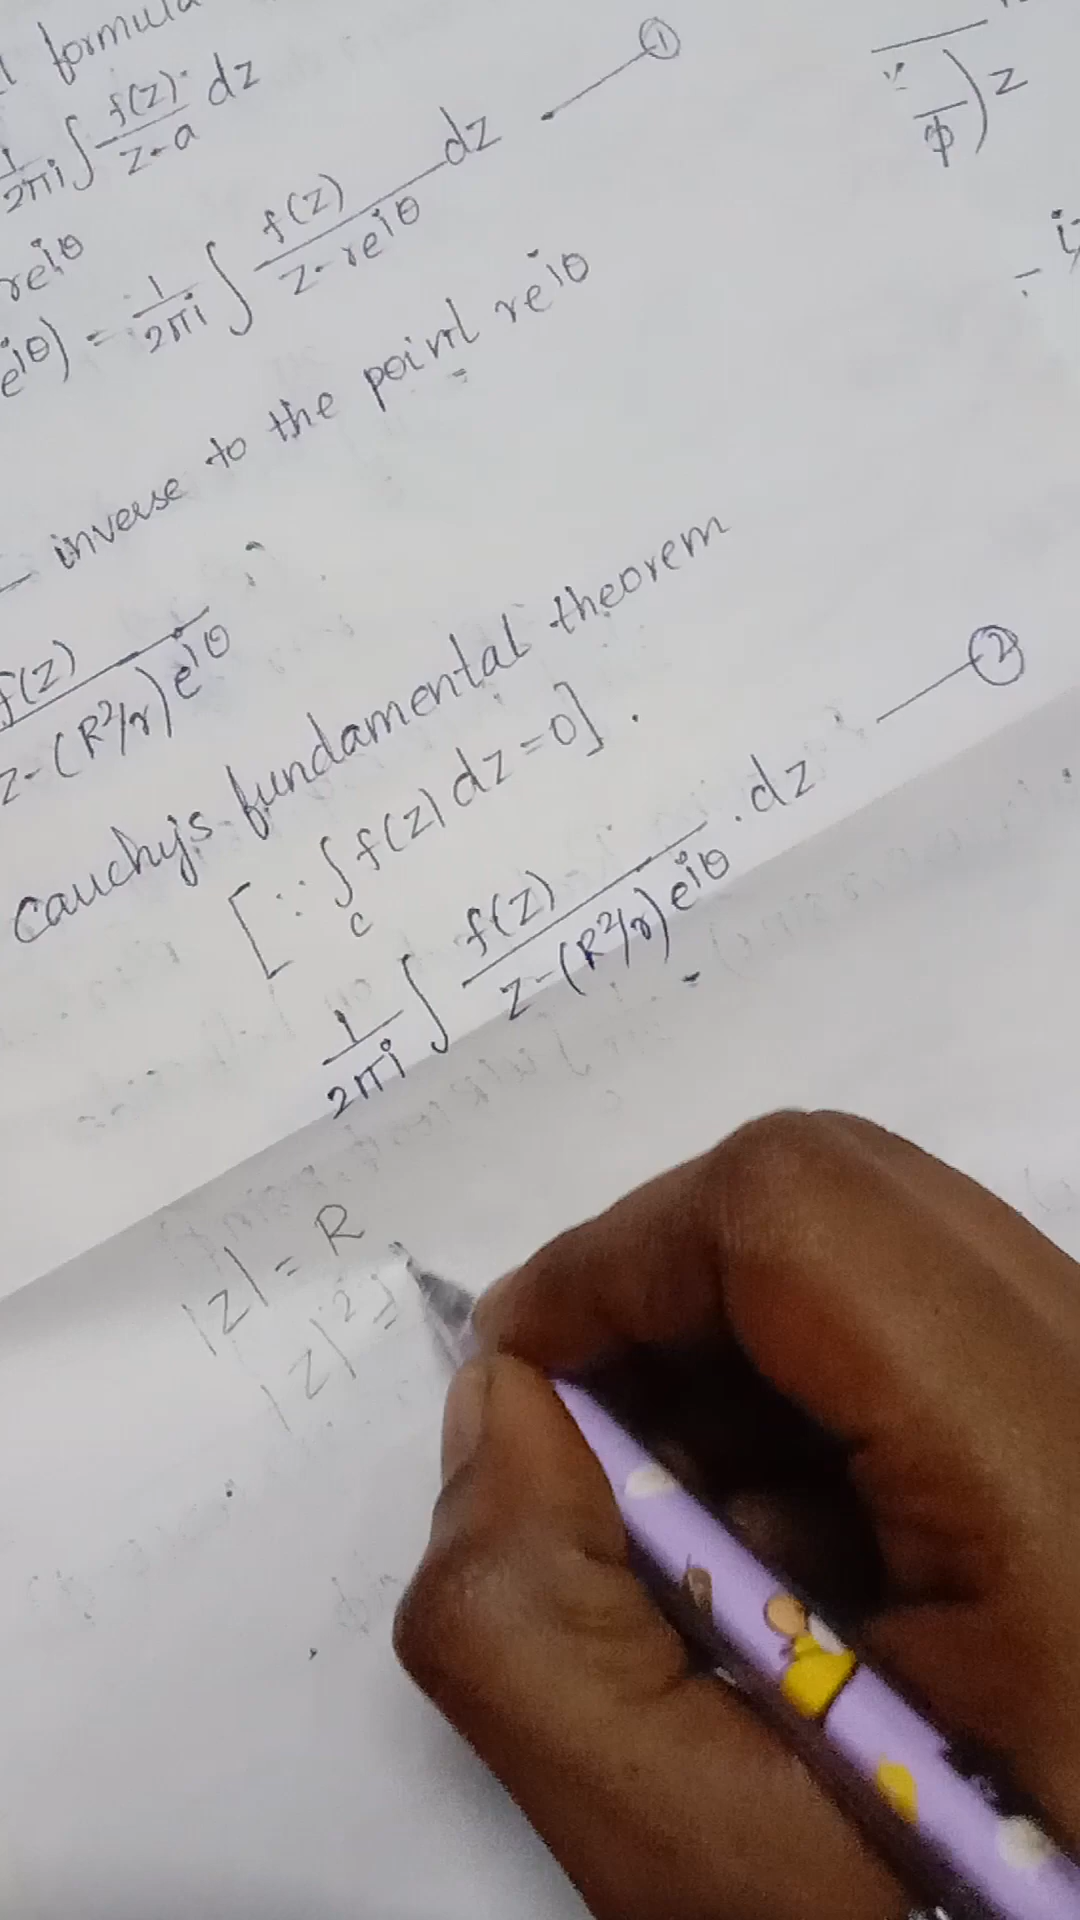 formula
1/2πi ∫ f(z)/z-a dz
re^iθ
e^iθ) = 1/2πi ∫ f(z)/z-re^iθ dz — ①
inverse to the point re^iθ
f(z)/z-(R²/r)e^iθ
Cauchy's fundamental theorem
[∵ ∫_c f(z) dz = 0].
1/2πi ∫ f(z)/z-(R²/r)e^iθ . dz — ②
|z| = R
|z|² =